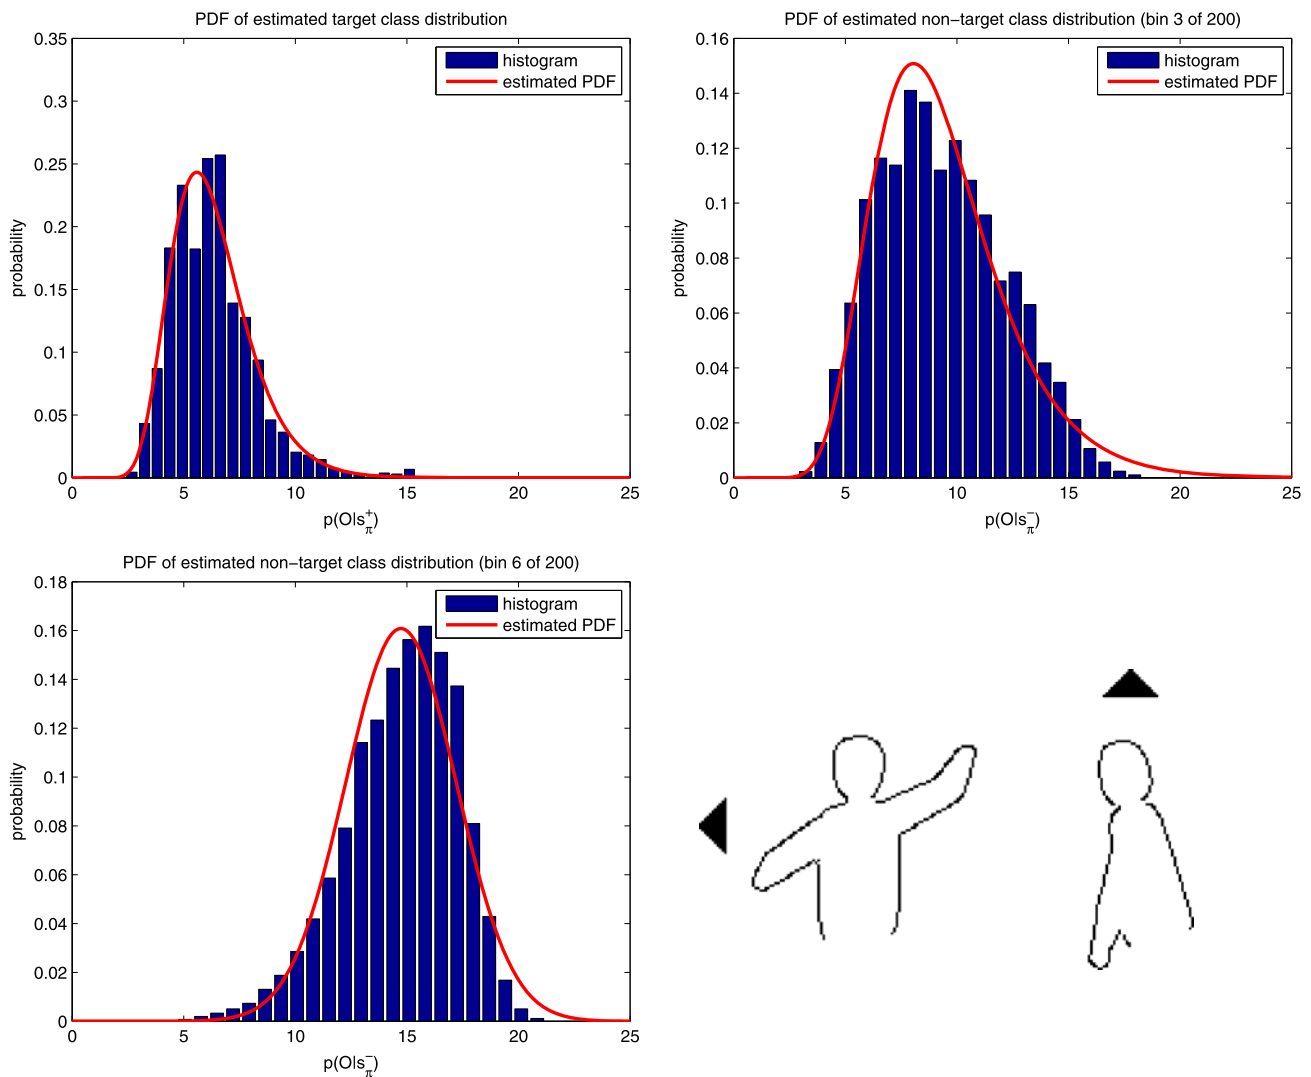 PDF of estimated target class distribution
0.35
0.3
0.25
0.2
0.15
0.1
0.05
0
probability
histogram
estimated PDF
0 5 10 15 20 25
p(O|s_π^+)
PDF of estimated non−target class distribution (bin 3 of 200)
0.16
0.14
0.12
0.1
0.08
0.06
0.04
0.02
0
probability
histogram
estimated PDF
0 5 10 15 20 25
p(O|s_π^−)
PDF of estimated non−target class distribution (bin 6 of 200)
0.18
0.16
0.14
0.12
0.1
0.08
0.06
0.04
0.02
0
probability
histogram
estimated PDF
0 5 10 15 20 25
p(O|s_π^−)